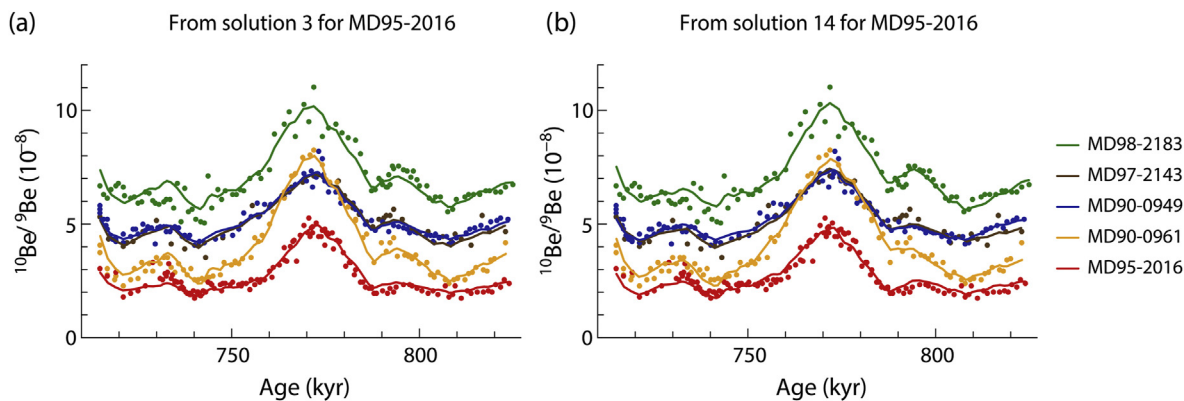 (a) From solution 3 for MD95-2016
10
5
0
750 800
¹⁰Be/ ⁹Be (10⁻⁸)
Age (kyr)
(b) From solution 14 for MD95-2016
10
5
0
750 800
¹⁰Be/ ⁹Be (10⁻⁸)
Age (kyr)
MD98-2183
MD97-2143
MD90-0949
MD90-0961
MD95-2016